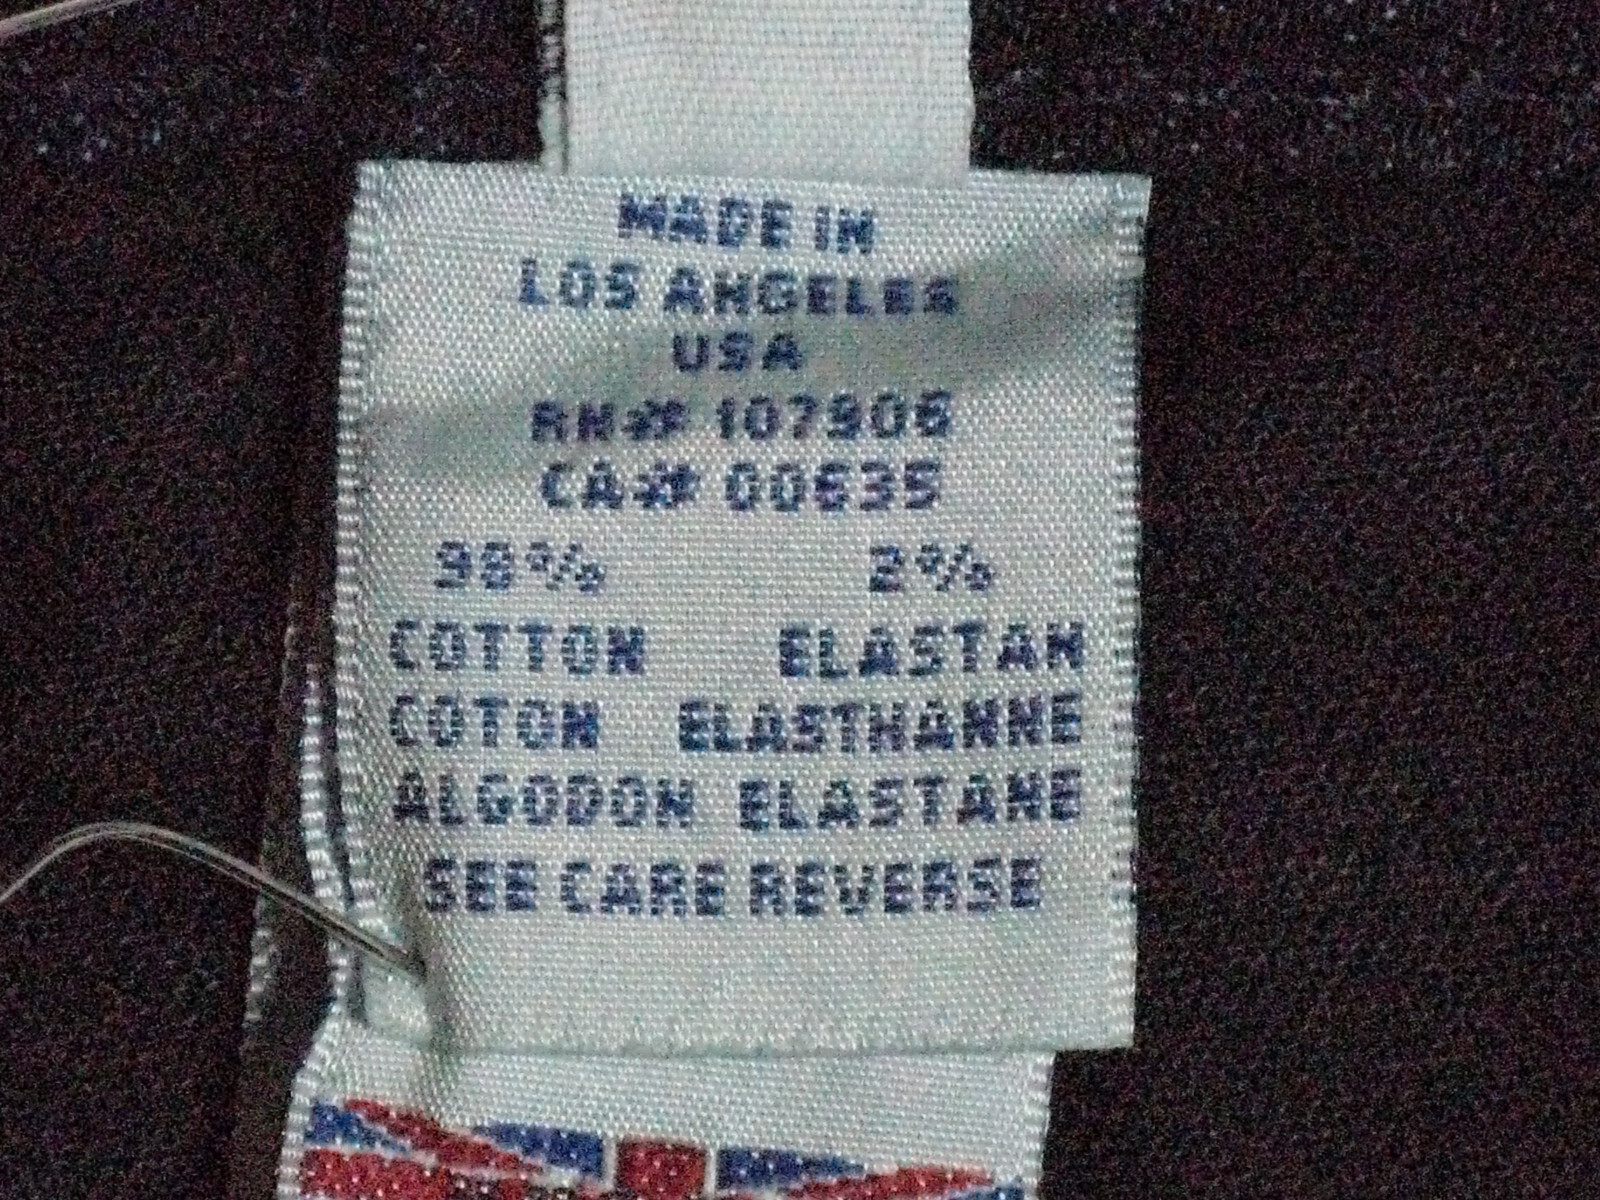 MADE IN
LOS ANGELES
USA
RN# 107906
CA# 00635
98% 2%
COTTON ELASTAN
COTON ELASTHANNE
ALGODON ELASTANE
SEE CARE REVERSE